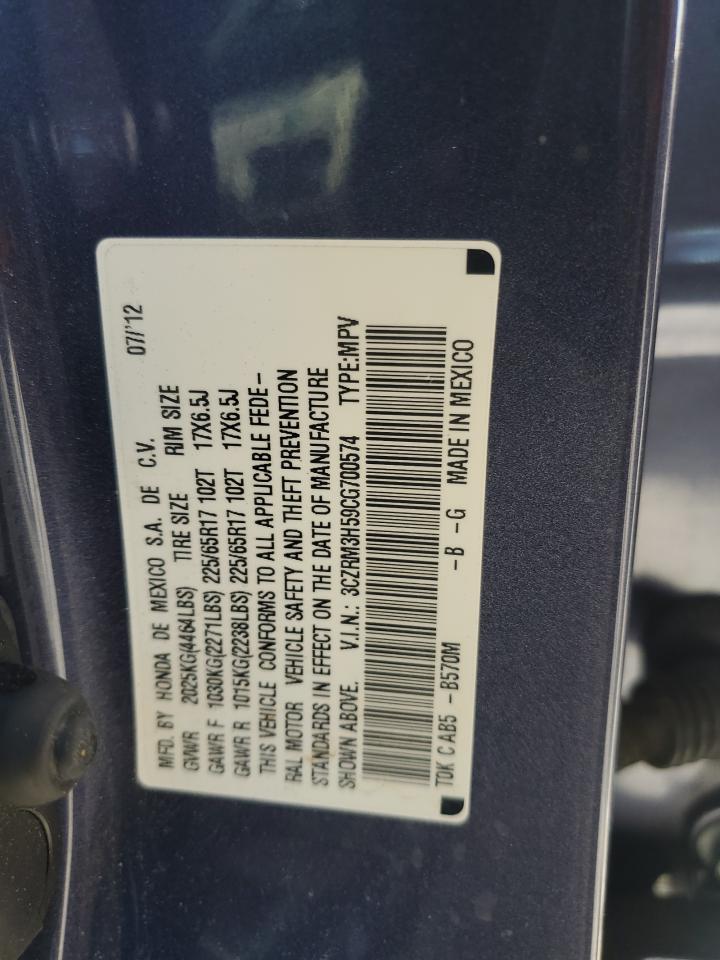 MFD. BY HONDA DE MEXICO S.A. DE C.V. 07/'12
GVWR 2025KG(4464LBS) TIRE SIZE RIM SIZE
GAWR F 1030KG(2271LBS) 225/65R17 102T 17X6.5J
GAWR R 1015KG(2238LBS) 225/65R17 102T 17X6.5J
THIS VEHICLE CONFORMS TO ALL APPLICABLE FEDE-
RAL MOTOR VEHICLE SAFETY AND THEFT PREVENTION
STANDARDS IN EFFECT ON THE DATE OF MANUFACTURE
SHOWN ABOVE. V.I.N.: 3CZRM3H59CG700574 TYPE:MPV
TOK C AB5 -B570M -B -G MADE IN MEXICO